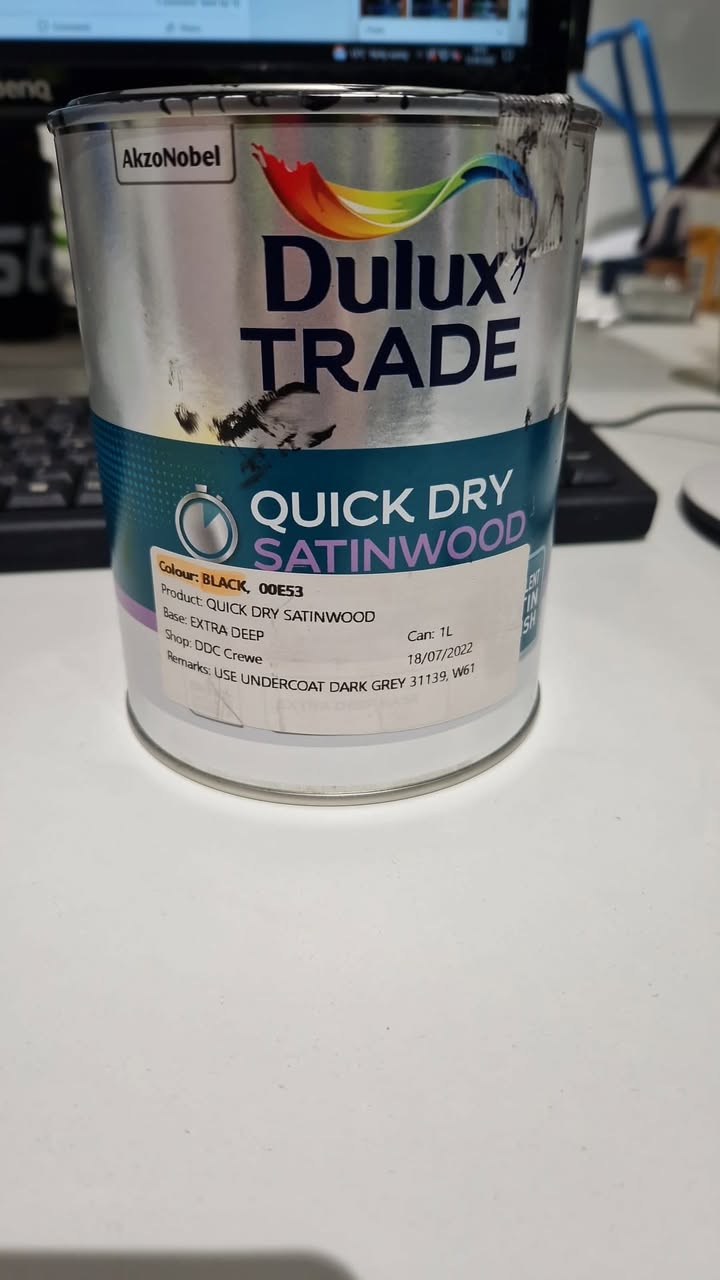 BenQ
AkzoNobel
Dulux
TRADE
QUICK DRY
SATINWOOD
Colour: BLACK, 00E53
Product: QUICK DRY SATINWOOD
Base: EXTRA DEEP
Can: 1L
Shop: DDC Crewe
18/07/2022
Remarks: USE UNDERCOAT DARK GREY 31139, W61